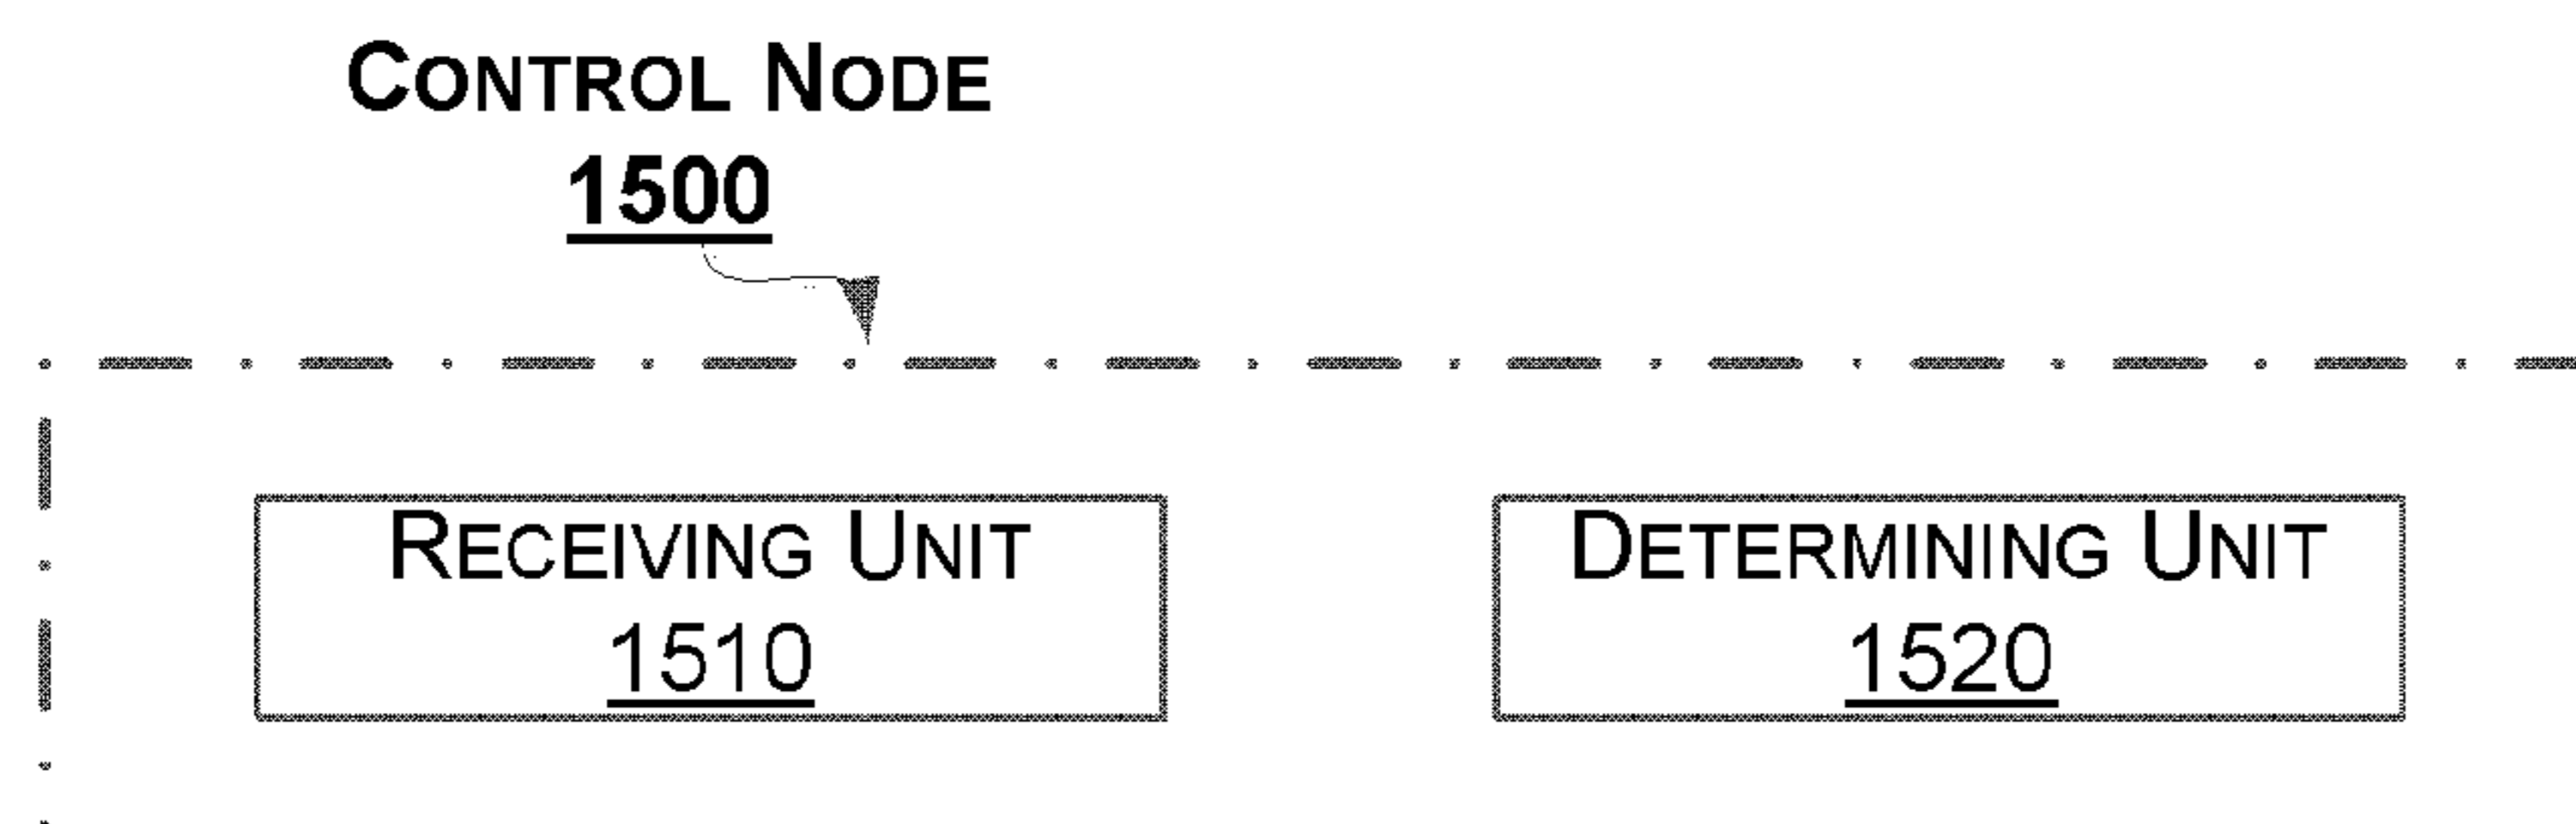 CONTROL NODE
1500
RECEIVING UNIT
1510
DETERMINING UNIT
1520